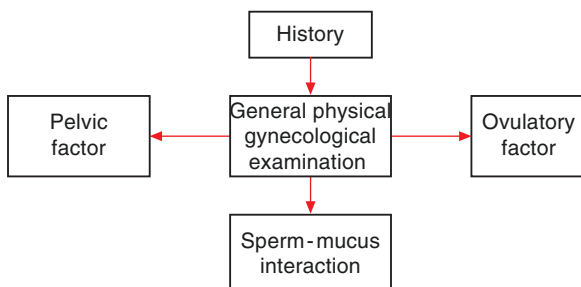 History
General physical
gynecological
examination
Pelvic
factor
Ovulatory
factor
Sperm-mucus
interaction